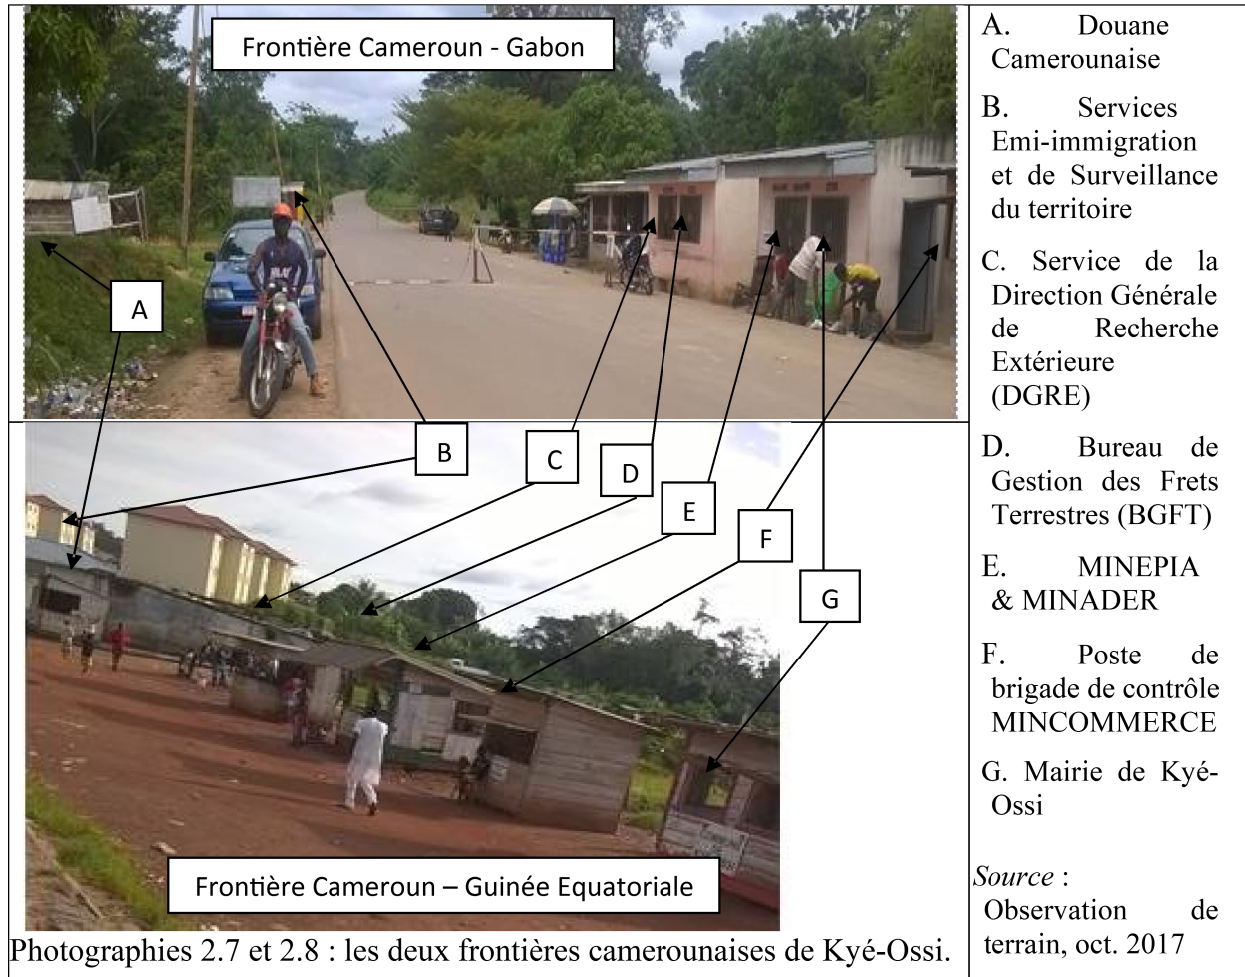 Frontière Cameroun - Gabon
A
B
C
D
E
F
G
Frontière Cameroun – Guinée Equatoriale
Photographies 2.7 et 2.8 : les deux frontières camerounaises de Kyé-Ossi.
A. Douane
Camerounaise
B. Services
Emi-immigration
et de Surveillance
du territoire
C. Service de la
Direction Générale
de Recherche
Extérieure
(DGRE)
D. Bureau de
Gestion des Frets
Terrestres (BGFT)
E. MINEPIA
& MINADER
F. Poste de
brigade de contrôle
MINCOMMERCE
G. Mairie de Kyé-
Ossi
Source :
Observation de
terrain, oct. 2017